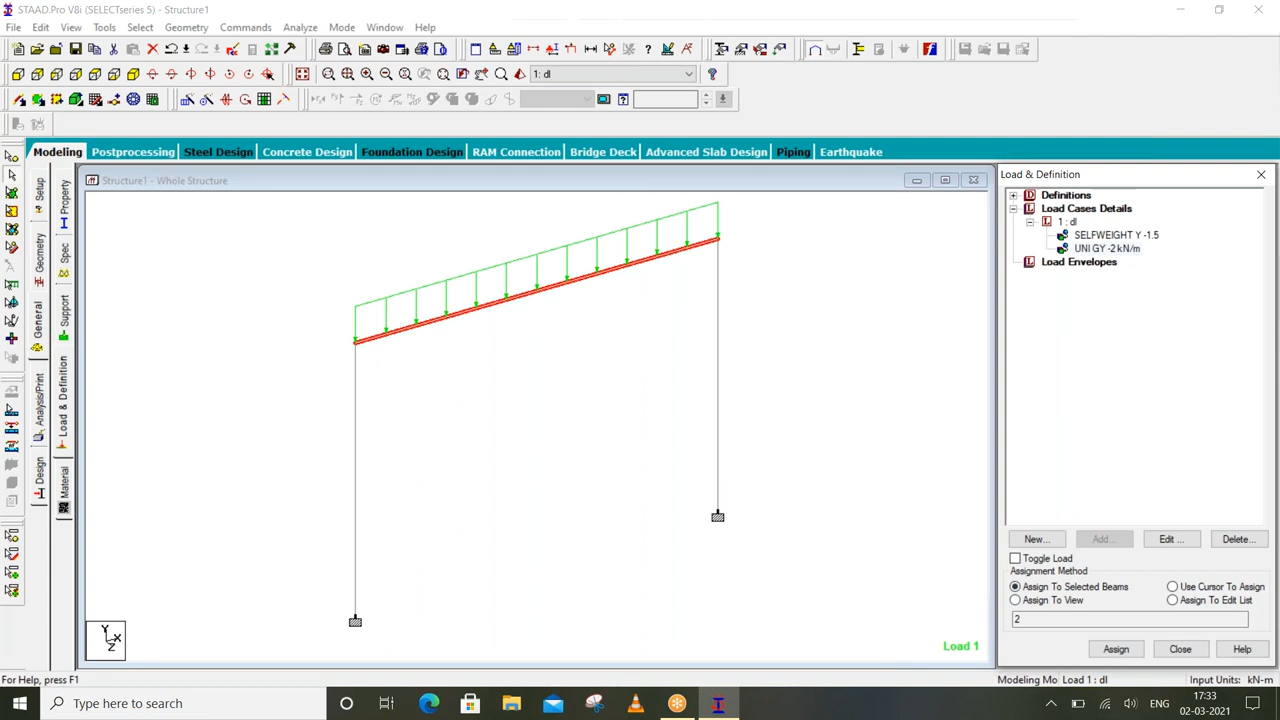 STAAD.Pro V8i (SELECTseries 5) - Structure1
File Edit View Tools Select Geometry Commands Analyze Mode Window Help
1: dl
Modeling Postprocessing Steel Design Concrete Design Foundation Design RAM Connection Bridge Deck Advanced Slab Design Piping Earthquake
Setup
Geometry
General
Analysis/Print
Design
Property
Spec
Support
Load & Definition
Material
Structure1 - Whole Structure
Y
X
Z
Load 1
Load & Definition
Definitions
Load Cases Details
1 : dl
SELFWEIGHT Y -1.5
UNI GY -2 kN/m
Load Envelopes
New... Add... Edit ... Delete...
Toggle Load
Assignment Method
Assign To Selected Beams Use Cursor To Assign
Assign To View Assign To Edit List
2
Assign Close Help
For Help, press F1
Modeling Mo Load 1 : dl Input Units: kN-m
Type here to search
ENG
17:33
02-03-2021